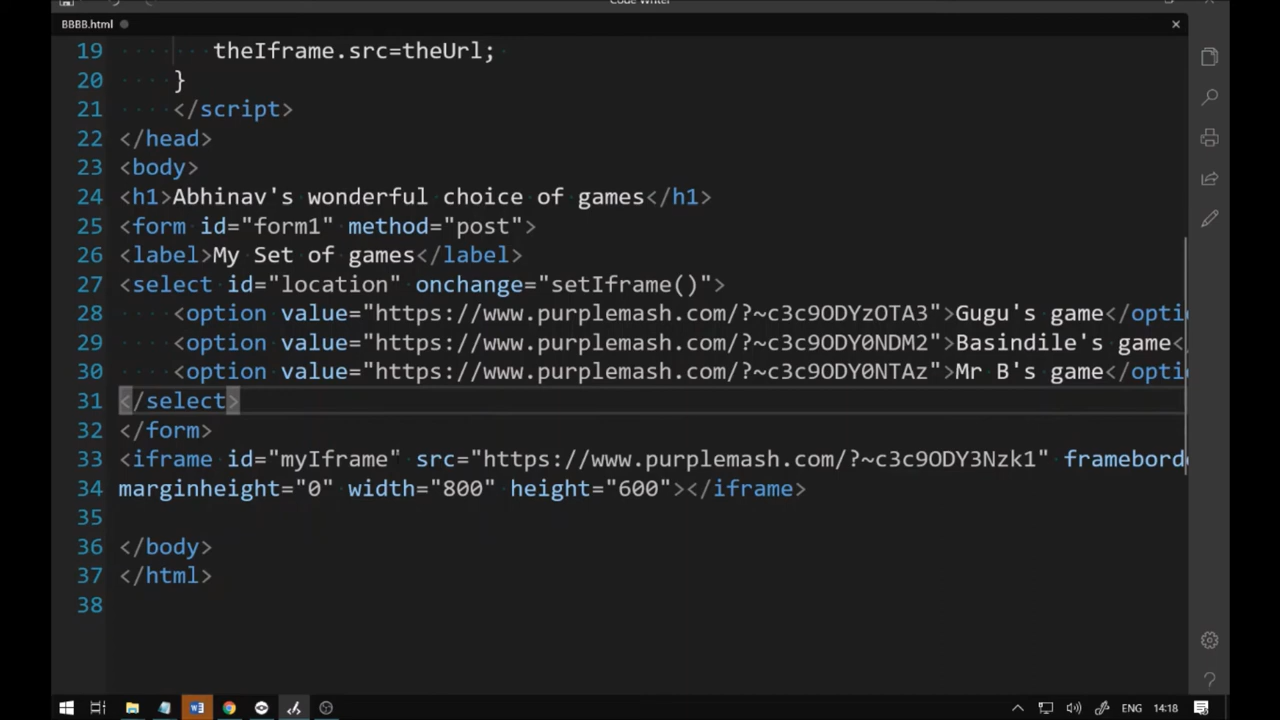 Code Writer
BBBB.html
19 theIframe.src=theUrl;
20 }
21 </script>
22 </head>
23 <body>
24 <h1>Abhinav's wonderful choice of games</h1>
25 <form id="form1" method="post">
26 <label>My Set of games</label>
27 <select id="location" onchange="setIframe()">
28 <option value="https://www.purplemash.com/?~c3c9ODYzOTA3">Gugu's game</opti
29 <option value="https://www.purplemash.com/?~c3c9ODY0NDM2">Basindile's game<
30 <option value="https://www.purplemash.com/?~c3c9ODY0NTAz">Mr B's game</opti
31 </select>
32 </form>
33 <iframe id="myIframe" src="https://www.purplemash.com/?~c3c9ODY3Nzk1" framebord
34 marginheight="0" width="800" height="600"></iframe>
35
36 </body>
37 </html>
38
ENG 14:18